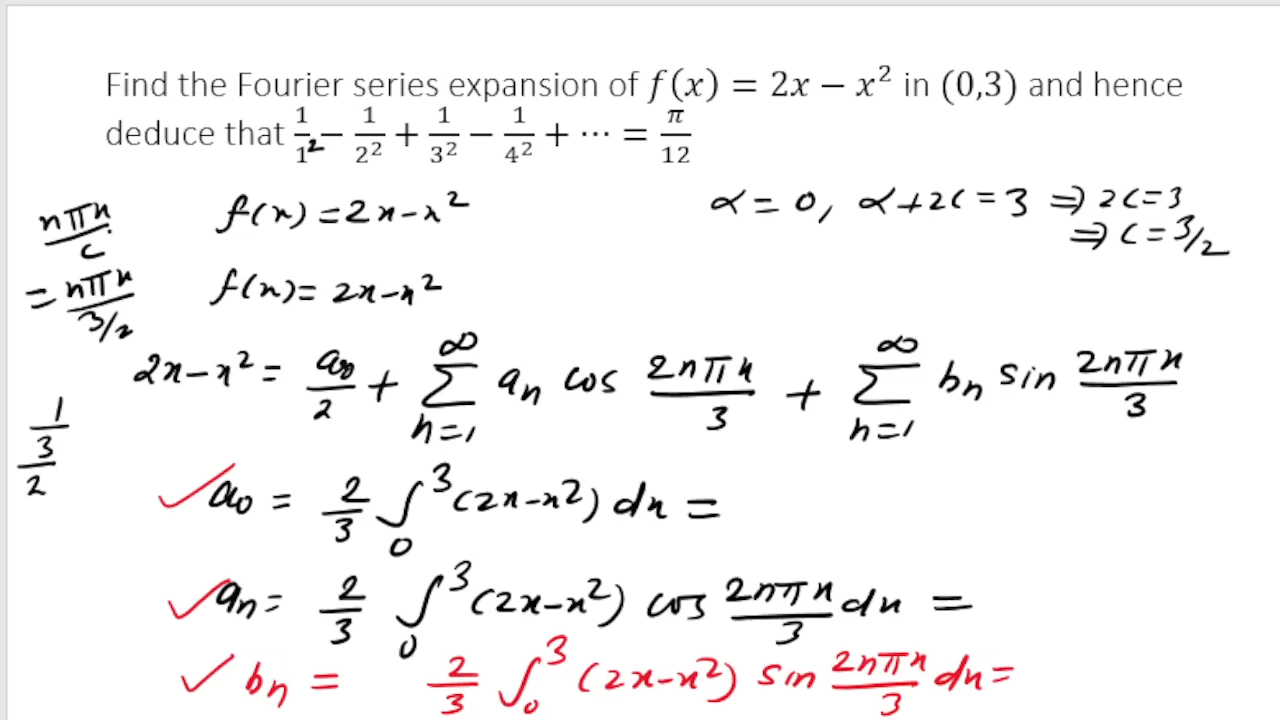 Find the Fourier series expansion of f(x) = 2x − x² in (0,3) and hence
deduce that 1/1² − 1/2² + 1/3² − 1/4² + ⋯ = π/12
nπx/c
f(x) = 2x-x²
α = 0, α+2c = 3 ⇒ 2c = 3
⇒ c = 3/2
= nπx/3/2
f(x) = 2x-x²
2x-x² = a₀/2 + ∞ Σ n=1 aₙ cos 2nπx/3 + ∞ Σ n=1 bₙ sin 2nπx/3
1/3/2
✓ a₀ = 2/3 ∫₀³ (2x-x²) dx =
✓ aₙ = 2/3 ∫₀³ (2x-x²) cos 2nπx/3 dx =
✓ bₙ = 2/3 ∫₀³ (2x-x²) sin 2nπx/3 dx =